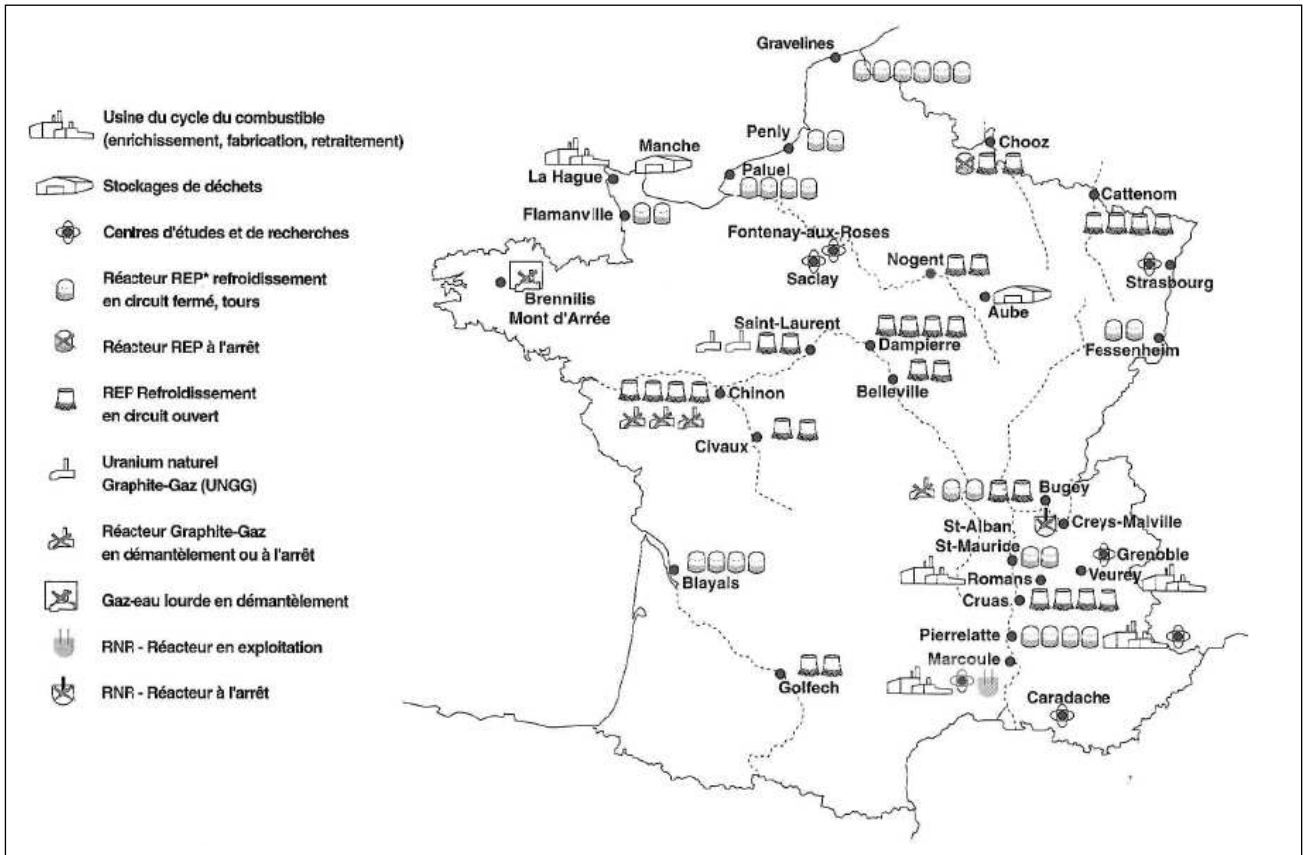 Usine du cycle du combustible
(enrichissement, fabrication, retraitement)
Stockages de déchets
Centres d'études et de recherches
Réacteur REP* refroidissement
en circuit fermé, tours
Réacteur REP à l'arrêt
REP Refroidissement
en circuit ouvert
Uranium naturel
Graphite-Gaz (UNGG)
Réacteur Graphite-Gaz
en démantèlement ou à l'arrêt
Gaz-eau lourde en démantèlement
RNR - Réacteur en exploitation
RNR - Réacteur à l'arrêt
Gravelines
Penly
Chooz
Manche
La Hague
Paluel
Cattenom
Flamanville
Fontenay-aux-Roses
Nogent
Saclay
Strasbourg
Brennilis
Mont d'Arrée
Aube
Saint-Laurent
Dampierre
Fessenheim
Belleville
Chinon
Civaux
Bugey
St-Alban
Creys-Malville
St-Maurice
Grenoble
Blayais
Romans
Veurey
Cruas
Pierrelatte
Marcoule
Golfech
Caradache